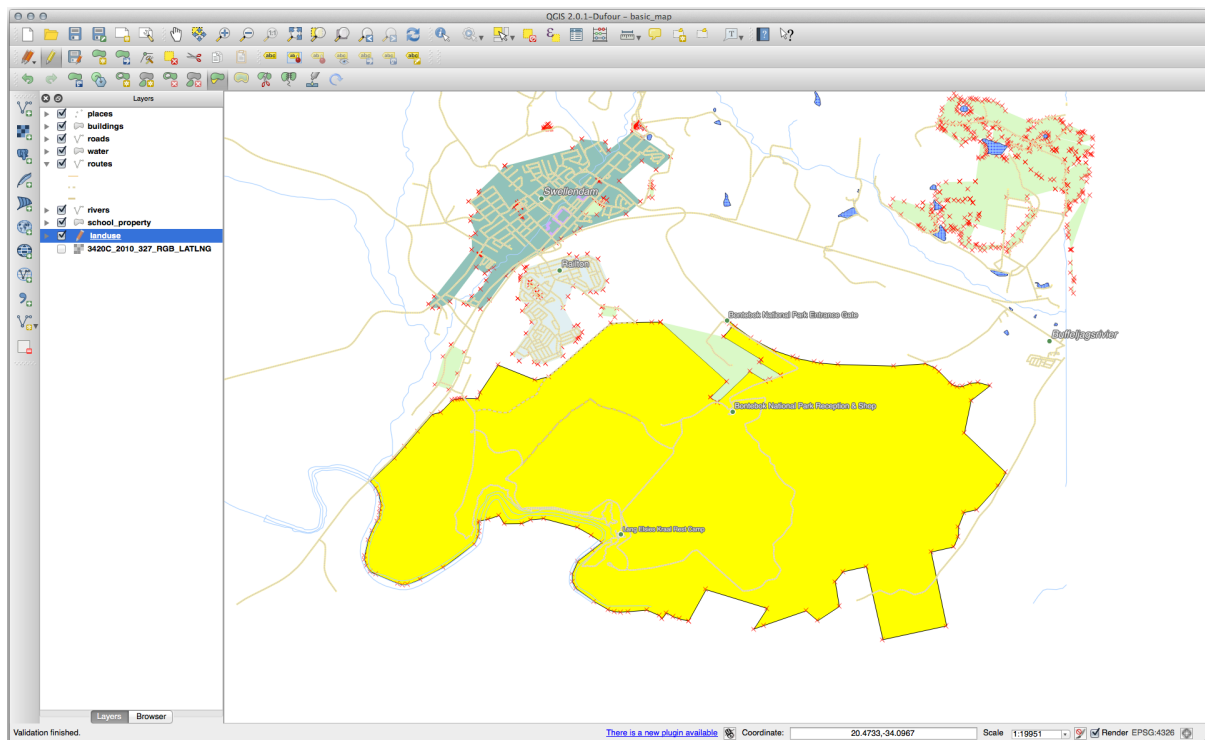 QGIS 2.0.1-Dufour - basic_map
Layers
places
buildings
roads
water
routes
rivers
school_property
landuse
3420C_2010_327_RGB_LATLNG
Swellendam
Railton
Bontebok National Park Entrance Gate
Buffeljagsrivier
Bontebok National Park Reception & Shop
Lang Elsies Kraal Rest Camp
Layers Browser
Validation finished. There is a new plugin available Coordinate: 20.4733,-34.0967 Scale 1:19951 Render EPSG:4326